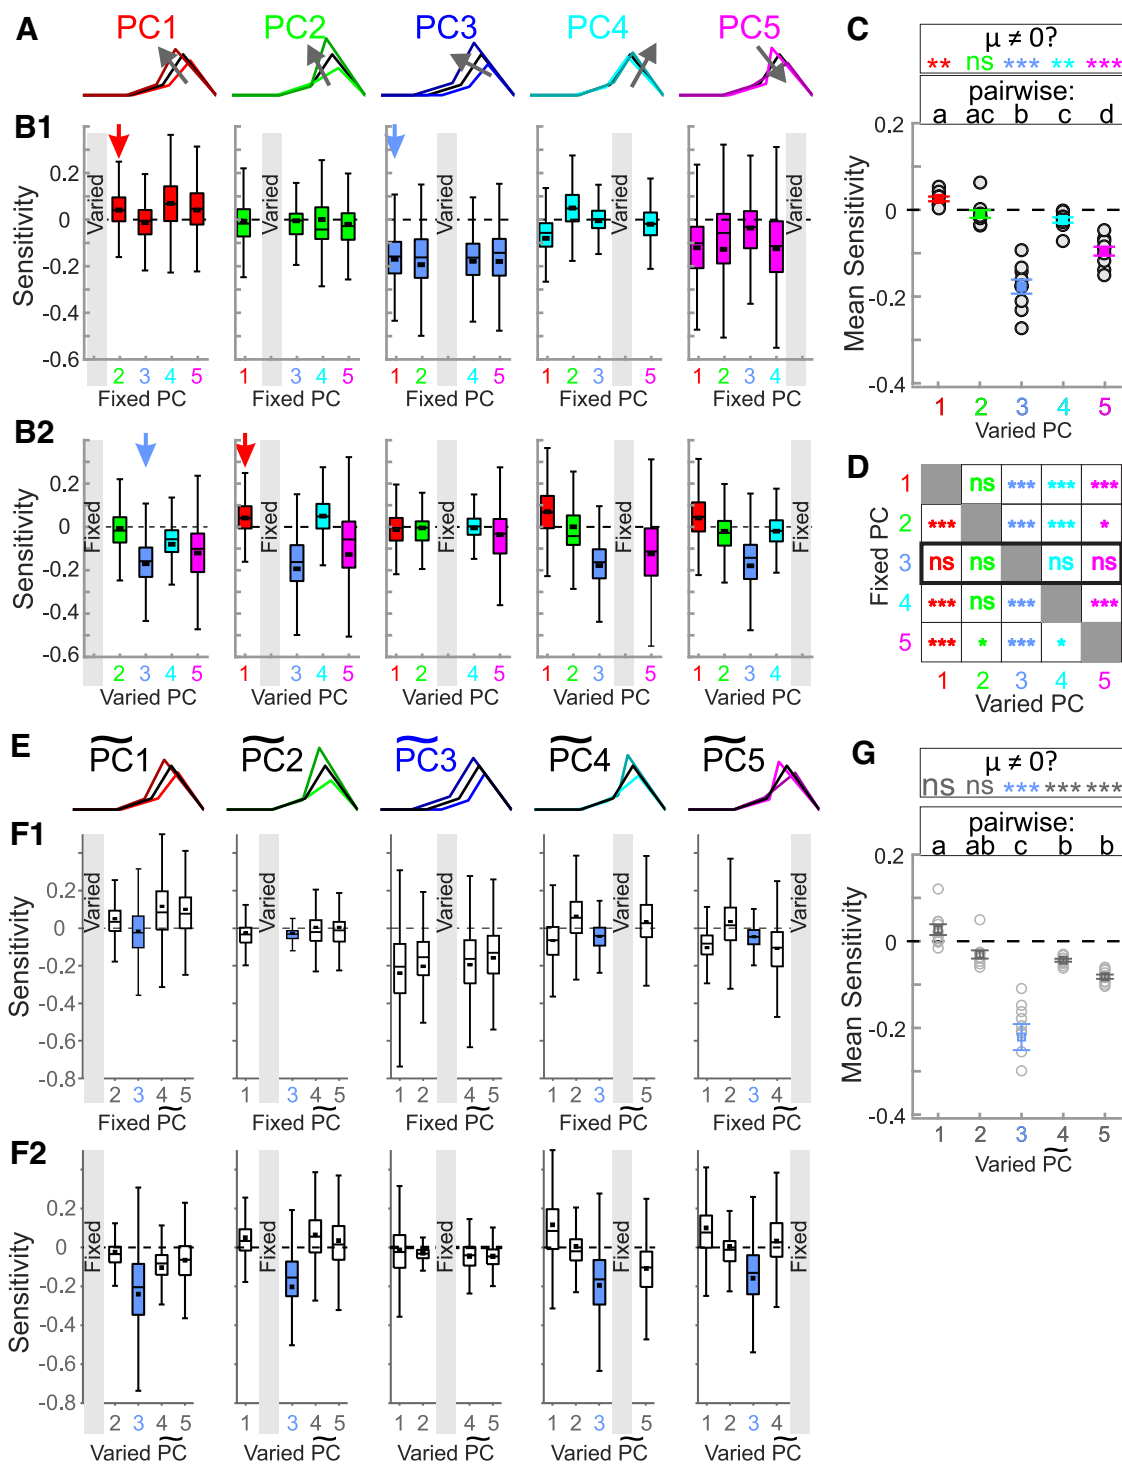 A
PC1
PC2
PC3
PC4
PC5
B1
Sensitivity
0.2
0
-0.2
-0.4
-0.6
Varied
Varied
Varied
Varied
Varied
2 3 4 5
1 3 4 5
1 2 4 5
1 2 3 5
1 2 3 4
Fixed PC
Fixed PC
Fixed PC
Fixed PC
Fixed PC
B2
Sensitivity
0.2
0
-0.2
-0.4
-0.6
Fixed
Fixed
Fixed
Fixed
Fixed
2 3 4 5
1 3 4 5
1 2 4 5
1 2 3 5
1 2 3 4
Varied PC
Varied PC
Varied PC
Varied PC
Varied PC
C
μ ≠ 0?
** ns *** ** ***
pairwise:
a ac b c d
Mean Sensitivity
0.2
0
-0.2
-0.4
1 2 3 4 5
Varied PC
D
Fixed PC
1 ns *** *** ***
2 *** *** *** *
3 ns ns ns ns
4 *** ns *** ***
5 *** * *** *
1 2 3 4 5
Varied PC
E
P͠C1
P͠C2
P͠C3
P͠C4
P͠C5
F1
Sensitivity
0.2
0
-0.2
-0.4
-0.6
-0.8
Varied
Varied
Varied
Varied
Varied
2 3 4 5
1 3 4 5
1 2 4 5
1 2 3 5
1 2 3 4
Fixed P͠C
Fixed P͠C
Fixed P͠C
Fixed P͠C
Fixed P͠C
F2
Sensitivity
0.2
0
-0.2
-0.4
-0.6
-0.8
Fixed
Fixed
Fixed
Fixed
Fixed
2 3 4 5
1 3 4 5
1 2 4 5
1 2 3 5
1 2 3 4
Varied P͠C
Varied P͠C
Varied P͠C
Varied P͠C
Varied P͠C
G
μ ≠ 0?
ns ns *** *** ***
pairwise:
a ab c b b
Mean Sensitivity
0.2
0
-0.2
-0.4
1 2 3 4 5
Varied P͠C